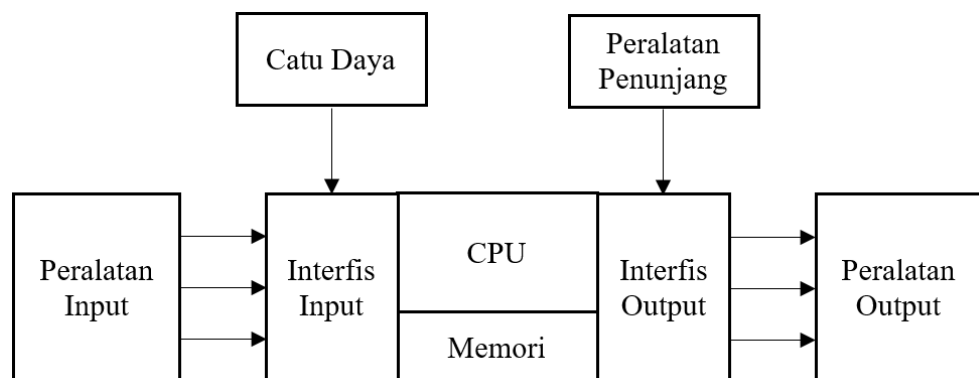 Catu Daya
Peralatan
Penunjang
Peralatan
Input
Interfis
Input
CPU
Memori
Interfis
Output
Peralatan
Output